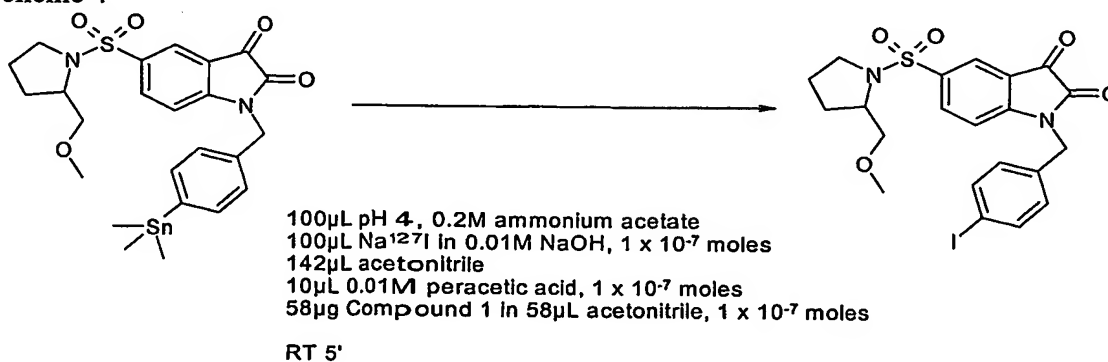 O O
S
N
O
O
N
O
Sn
100µL pH 4, 0.2M ammonium acetate
100µL Na¹²⁷I in 0.01M NaOH, 1 x 10⁻⁷ moles
142µL acetonitrile
10µL 0.01M peracetic acid, 1 x 10⁻⁷ moles
58µg Compound 1 in 58µL acetonitrile, 1 x 10⁻⁷ moles
RT 5'
O O
S
N
O
O
N
O
I